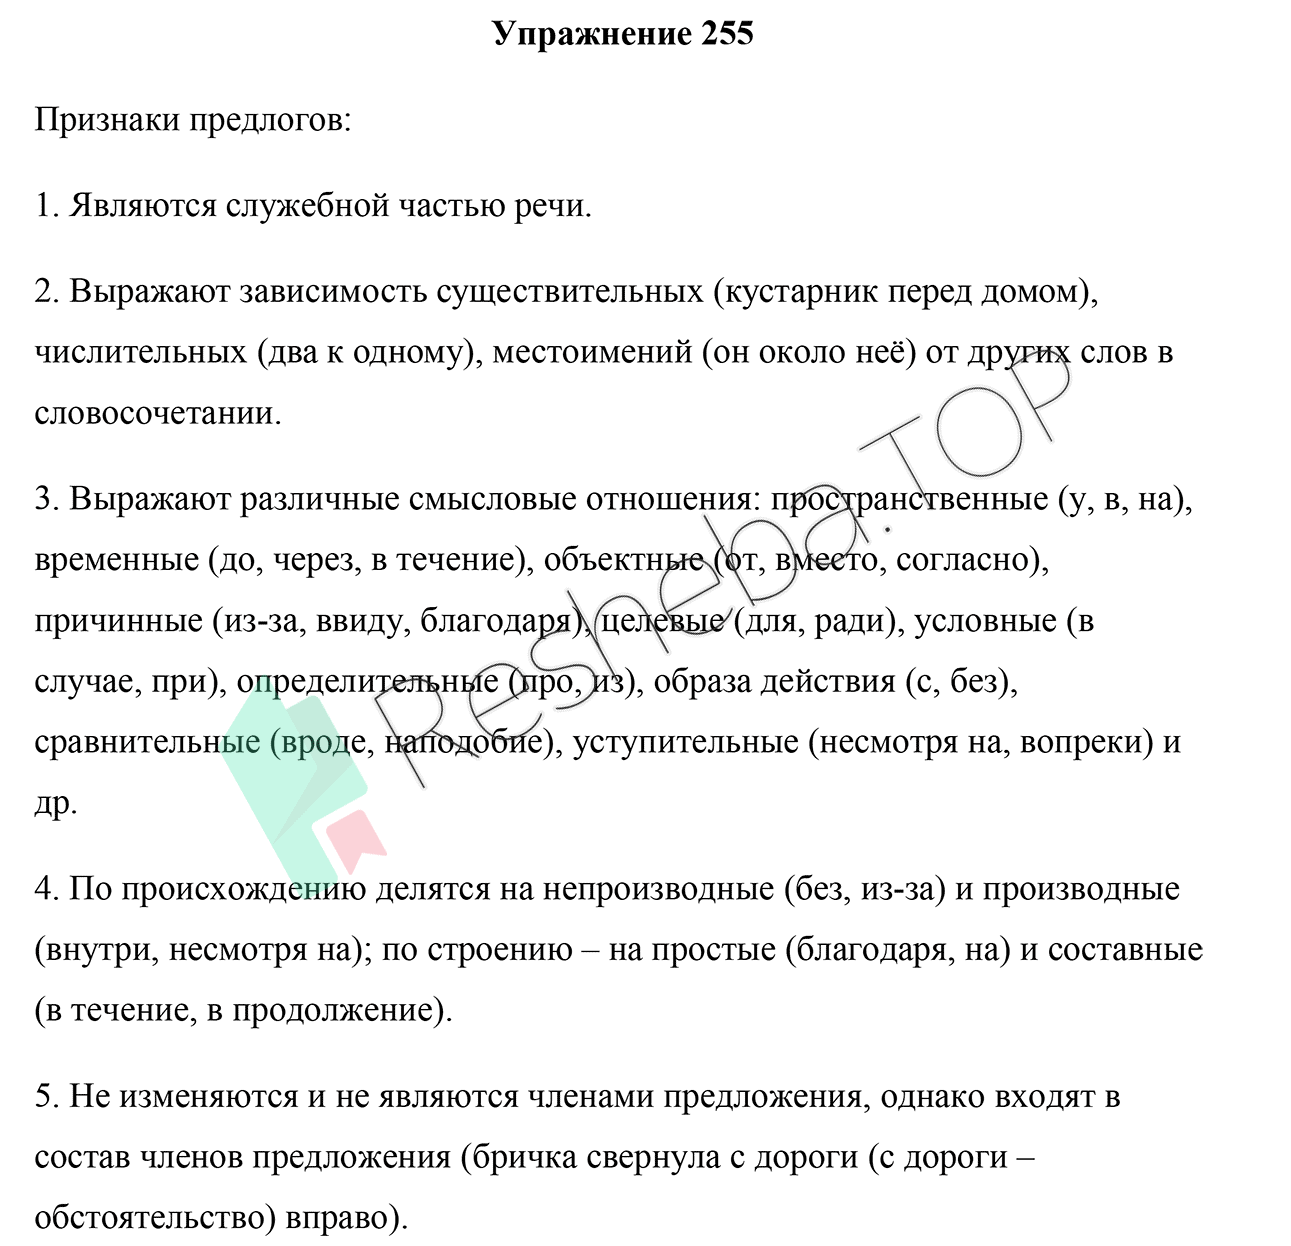 Упражнение 255
Признаки предлогов:
1. Являются служебной частью речи.
2. Выражают зависимость существительных (кустарник перед домом),
числительных (два к одному), местоимений (он около неё) от других слов в
словосочетании.
3. Выражают различные смысловые отношения: пространственные (у, в, на),
временные (до, через, в течение), объектные (от, вместо, согласно),
причинные (из-за, ввиду, благодаря), целевые (для, ради), условные (в
случае, при), определительные (про, из), образа действия (с, без),
сравнительные (вроде, наподобие), уступительные (несмотря на, вопреки) и
др.
4. По происхождению делятся на непроизводные (без, из-за) и производные
(внутри, несмотря на); по строению – на простые (благодаря, на) и составные
(в течение, в продолжение).
5. Не изменяются и не являются членами предложения, однако входят в
состав членов предложения (бричка свернула с дороги (с дороги –
обстоятельство) вправо).
Resheba.TOP